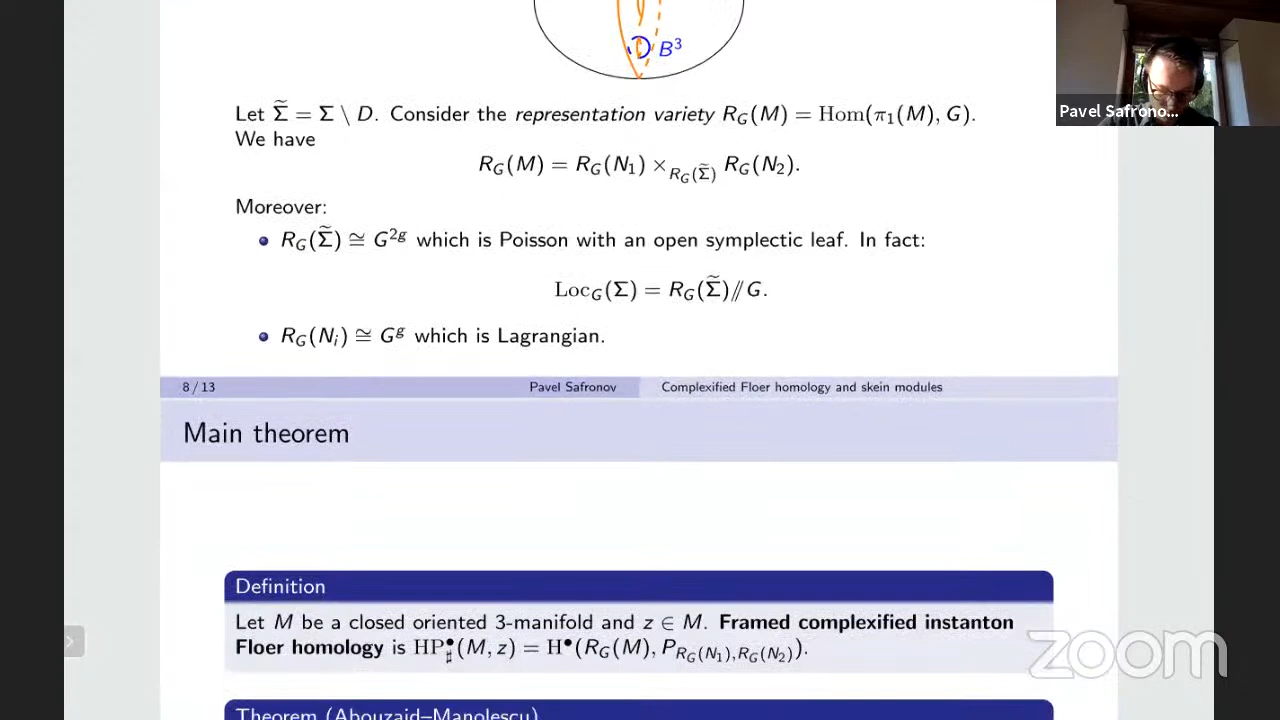 B³
Pavel Safrono...
Let Σ̃ = Σ \ D. Consider the representation variety R_G(M) = Hom(π₁(M), G).
We have
R_G(M) = R_G(N₁) ×_{R_G(Σ̃)} R_G(N₂).
Moreover:
R_G(Σ̃) ≅ G^{2g} which is Poisson with an open symplectic leaf. In fact:
Loc_G(Σ) = R_G(Σ̃)//G.
R_G(N_i) ≅ G^g which is Lagrangian.
8 / 13 Pavel Safronov Complexified Floer homology and skein modules
Main theorem
Definition
Let M be a closed oriented 3-manifold and z ∈ M. Framed complexified instanton
Floer homology is HP^•_♯(M, z) = H^•(R_G(M), P_{R_G(N₁),R_G(N₂)}).
zoom
Theorem (Abouzaid–Manolescu)